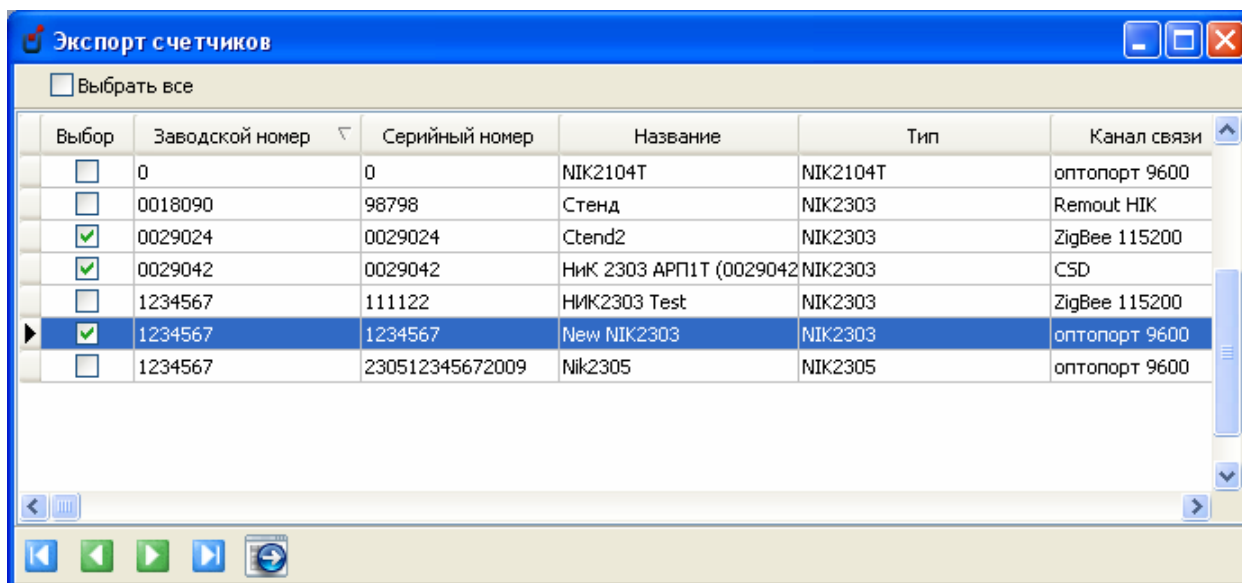 Экспорт счетчиков
Выбрать все
Выбор Заводской номер Серийный номер Название Тип Канал связи
0 0 NIK2104T NIK2104T оптопорт 9600
0018090 98798 Стенд NIK2303 Remout НІК
0029024 0029024 Ctend2 NIK2303 ZigBee 115200
0029042 0029042 НиК 2303 АРП1Т (0029042 NIK2303 CSD
1234567 111122 НИК2303 Test NIK2303 ZigBee 115200
1234567 1234567 New NIK2303 NIK2303 оптопорт 9600
1234567 230512345672009 Nik2305 NIK2305 оптопорт 9600